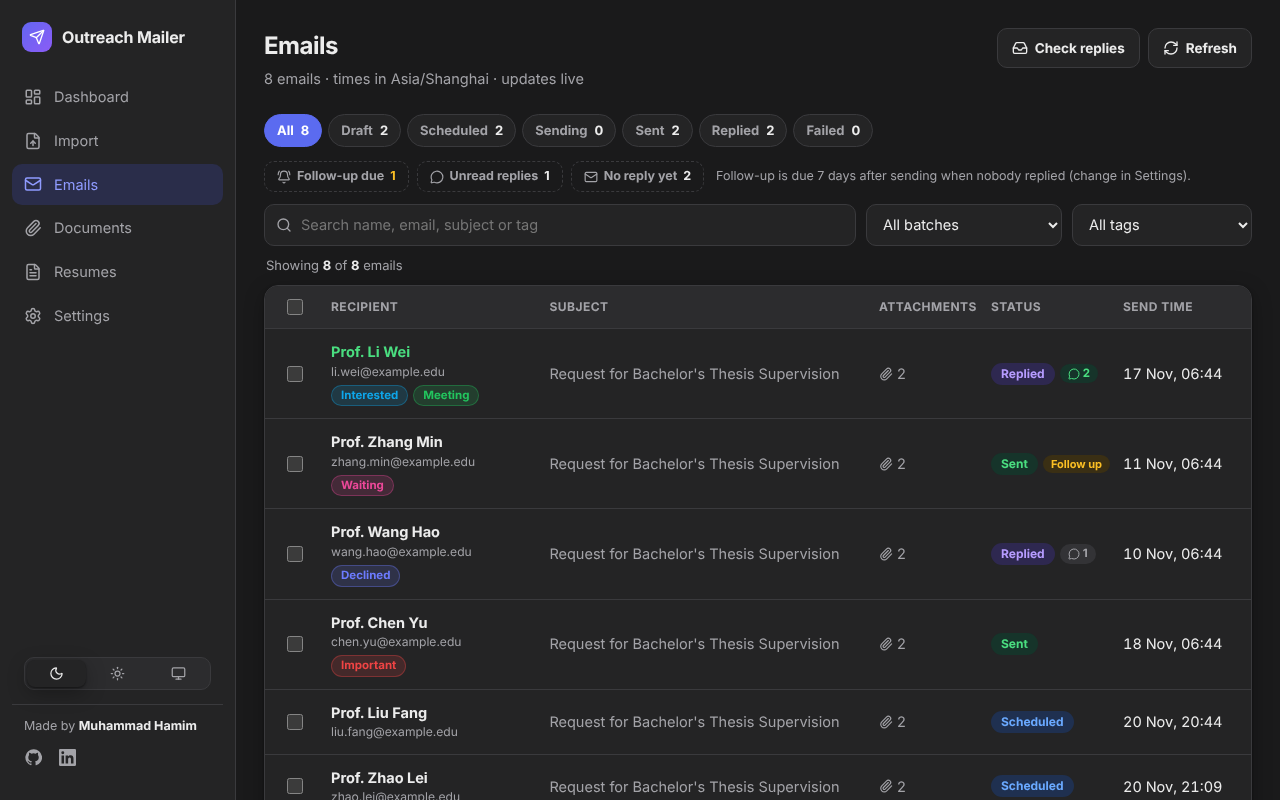 Outreach Mailer
Dashboard
Import
Emails
Documents
Resumes
Settings
Made by Muhammad Hamim
Emails
8 emails · times in Asia/Shanghai · updates live
Check replies
Refresh
All 8
Draft 2
Scheduled 2
Sending 0
Sent 2
Replied 2
Failed 0
Follow-up due 1
Unread replies 1
No reply yet 2
Follow-up is due 7 days after sending when nobody replied (change in Settings).
Search name, email, subject or tag
All batches
All tags
Showing 8 of 8 emails
RECIPIENT SUBJECT ATTACHMENTS STATUS SEND TIME
Prof. Li Wei
li.wei@example.edu
Interested Meeting
Request for Bachelor's Thesis Supervision 2 Replied 2 17 Nov, 06:44
Prof. Zhang Min
zhang.min@example.edu
Waiting
Request for Bachelor's Thesis Supervision 2 Sent Follow up 11 Nov, 06:44
Prof. Wang Hao
wang.hao@example.edu
Declined
Request for Bachelor's Thesis Supervision 2 Replied 1 10 Nov, 06:44
Prof. Chen Yu
chen.yu@example.edu
Important
Request for Bachelor's Thesis Supervision 2 Sent 18 Nov, 06:44
Prof. Liu Fang
liu.fang@example.edu
Request for Bachelor's Thesis Supervision 2 Scheduled 20 Nov, 20:44
Prof. Zhao Lei
zhao.lei@example.edu
Request for Bachelor's Thesis Supervision 2 Scheduled 20 Nov, 21:09